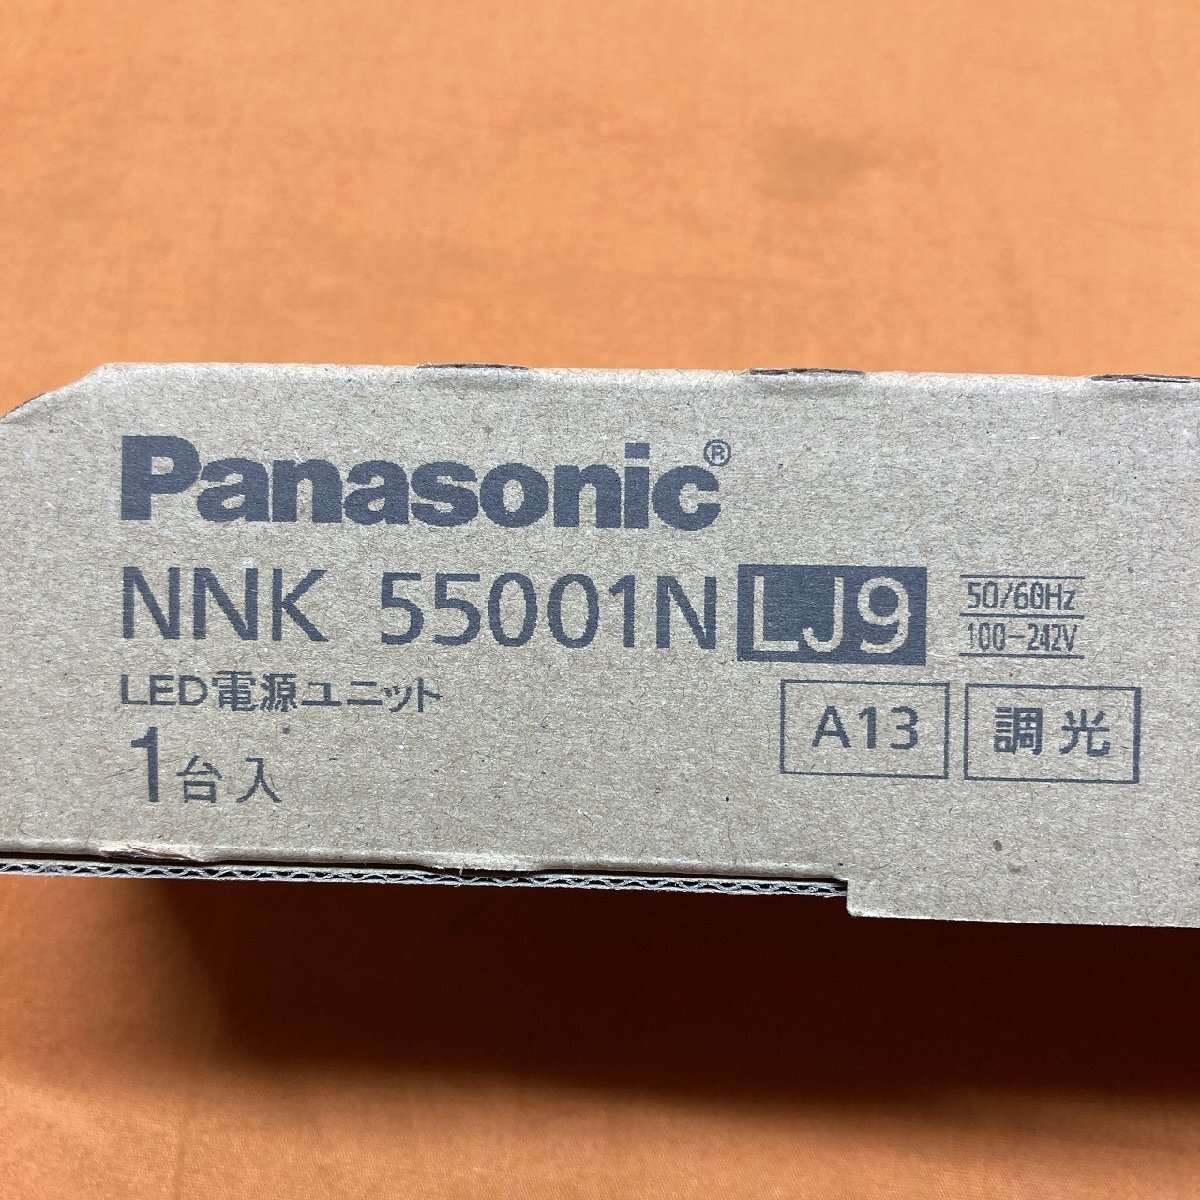 Panasonic®
NNK 55001N LJ9
50/60Hz
100-242V
LED電源ユニット
A13 調光
1台入